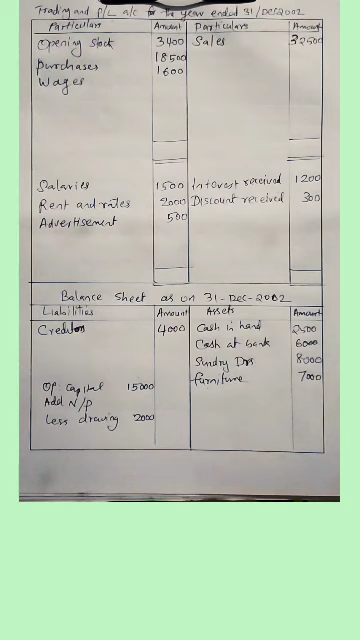 Trading and P/L a/c for the year ended 31/Dec2002
Particulars Amount Particulars Amount
Opening stock 3400 Sales 32500
purchases 18500
Wages 1600
Salaries 1500 Interest received 1200
Rent and rates 2000 Discount received 300
Advertisement 500
Balance Sheet as on 31-Dec-2002
Liabilities Amount Assets Amount
Creditors 4000 Cash in hand 2500
Cash at bank 6000
Sundry Drs 8000
furniture 7000
Op. Capital 15000
Add N/P
Less drawing 2000